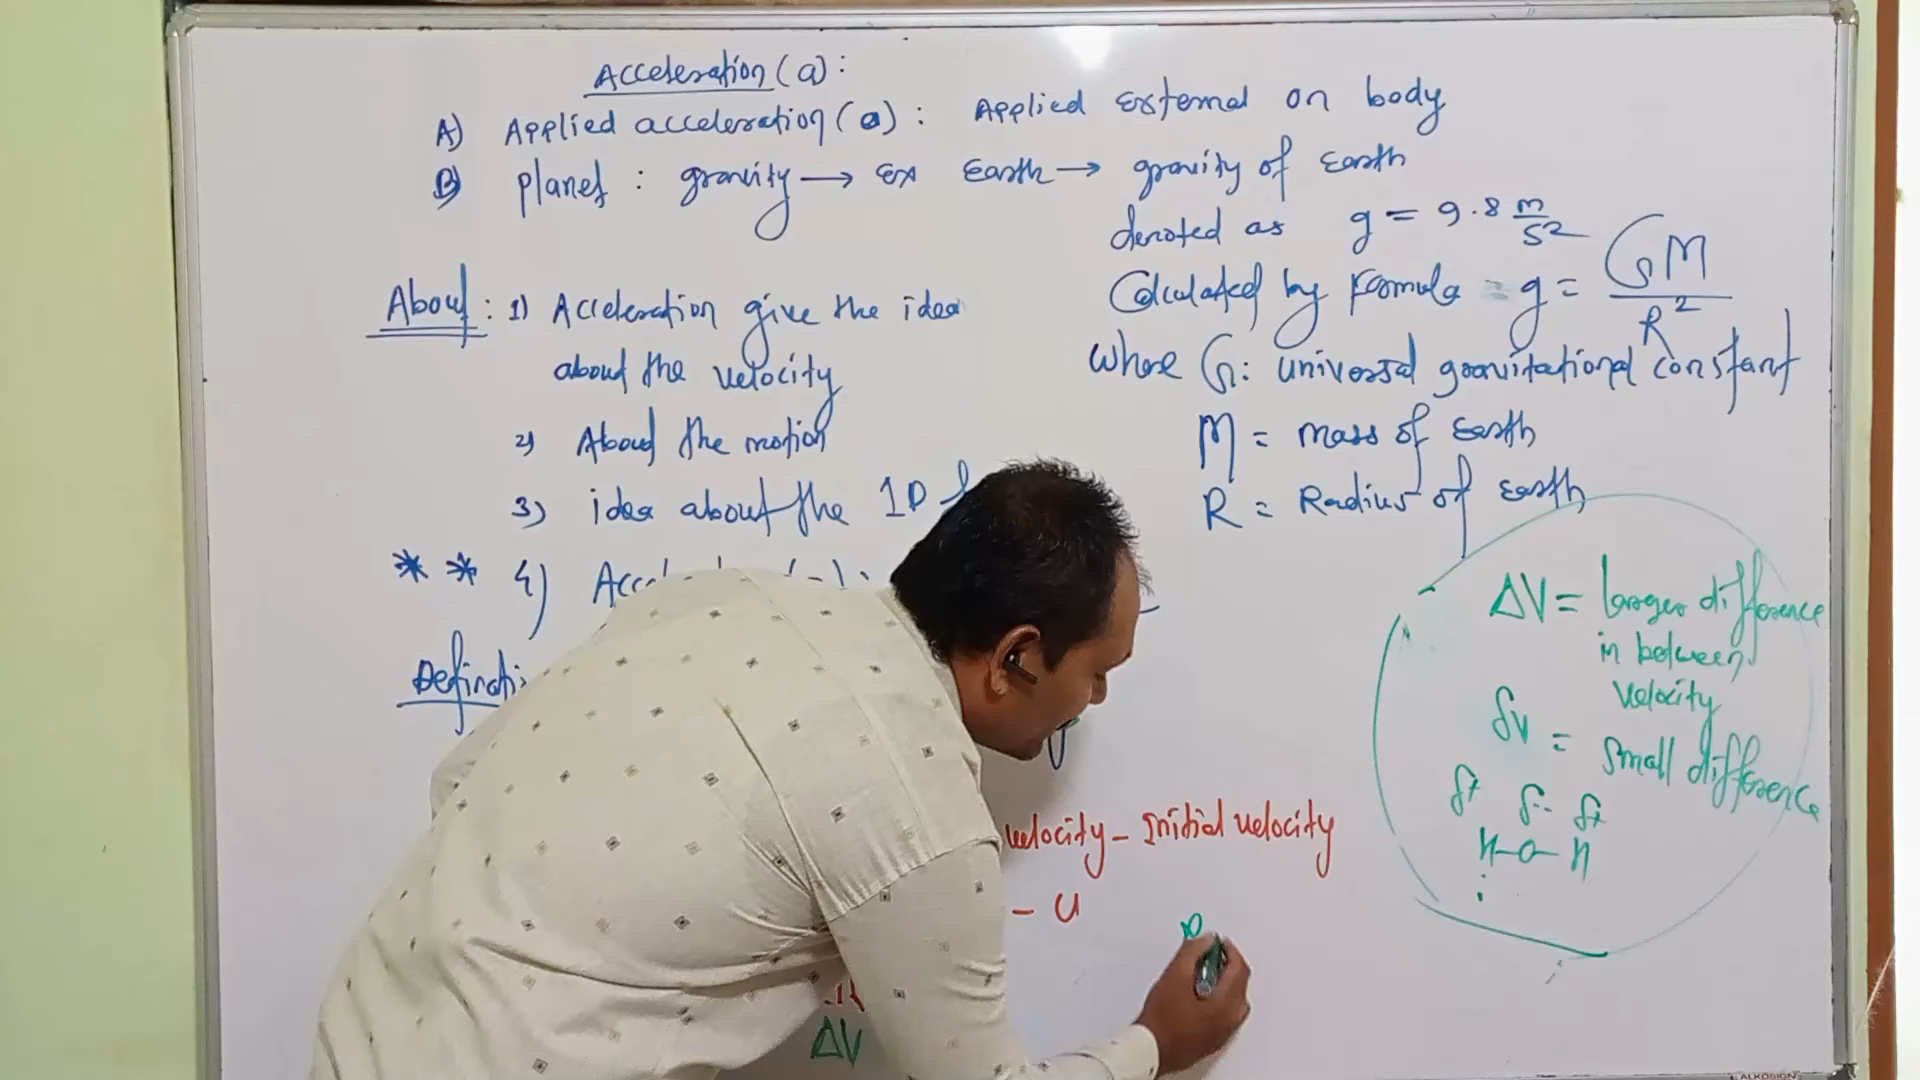 Acceleration (a) :
A) Applied acceleration (a) : Applied external on body
B) planet : gravity → Ex Earth → gravity of Earth
denoted as g = 9.8 m/s²
Calculated by formula = g = GM/R²
where G : universal gravitational constant
M = mass of Earth
R = Radius of Earth
About : 1) Acceleration give the idea
about the velocity
2) About the motion
3) idea about the 1D
** 4)
ΔV = larger difference
in between
velocity
δv = small difference
H-O-H
velocity - Initial velocity
- U
ΔV
ALKOSIGN